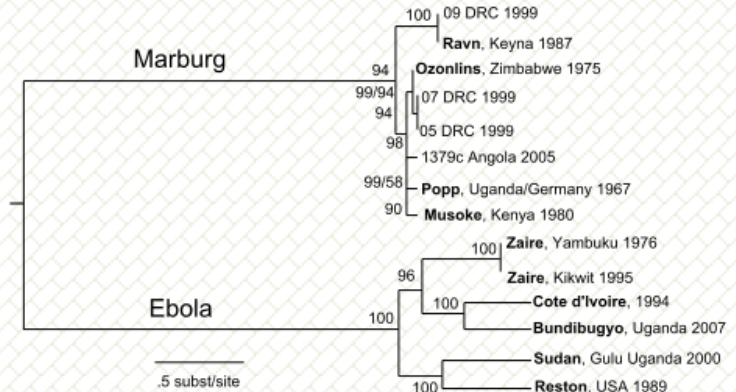 100
09 DRC 1999
Ravn, Keyna 1987
Marburg
94
Ozonlins, Zimbabwe 1975
99/94
07 DRC 1999
94
05 DRC 1999
98
1379c Angola 2005
99/58
Popp, Uganda/Germany 1967
90
Musoke, Kenya 1980
100
Zaire, Yambuku 1976
96
Zaire, Kikwit 1995
100
Cote d'Ivoire, 1994
Ebola
100
Bundibugyo, Uganda 2007
Sudan, Gulu Uganda 2000
.5 subst/site
100
Reston, USA 1989